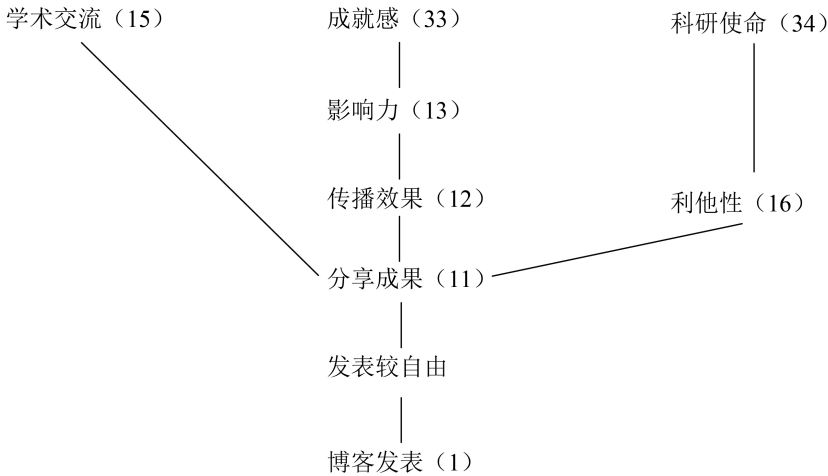 学术交流（15）
成就感（33）
科研使命（34）
影响力（13）
传播效果（12）
利他性（16）
分享成果（11）
发表较自由
博客发表（1）